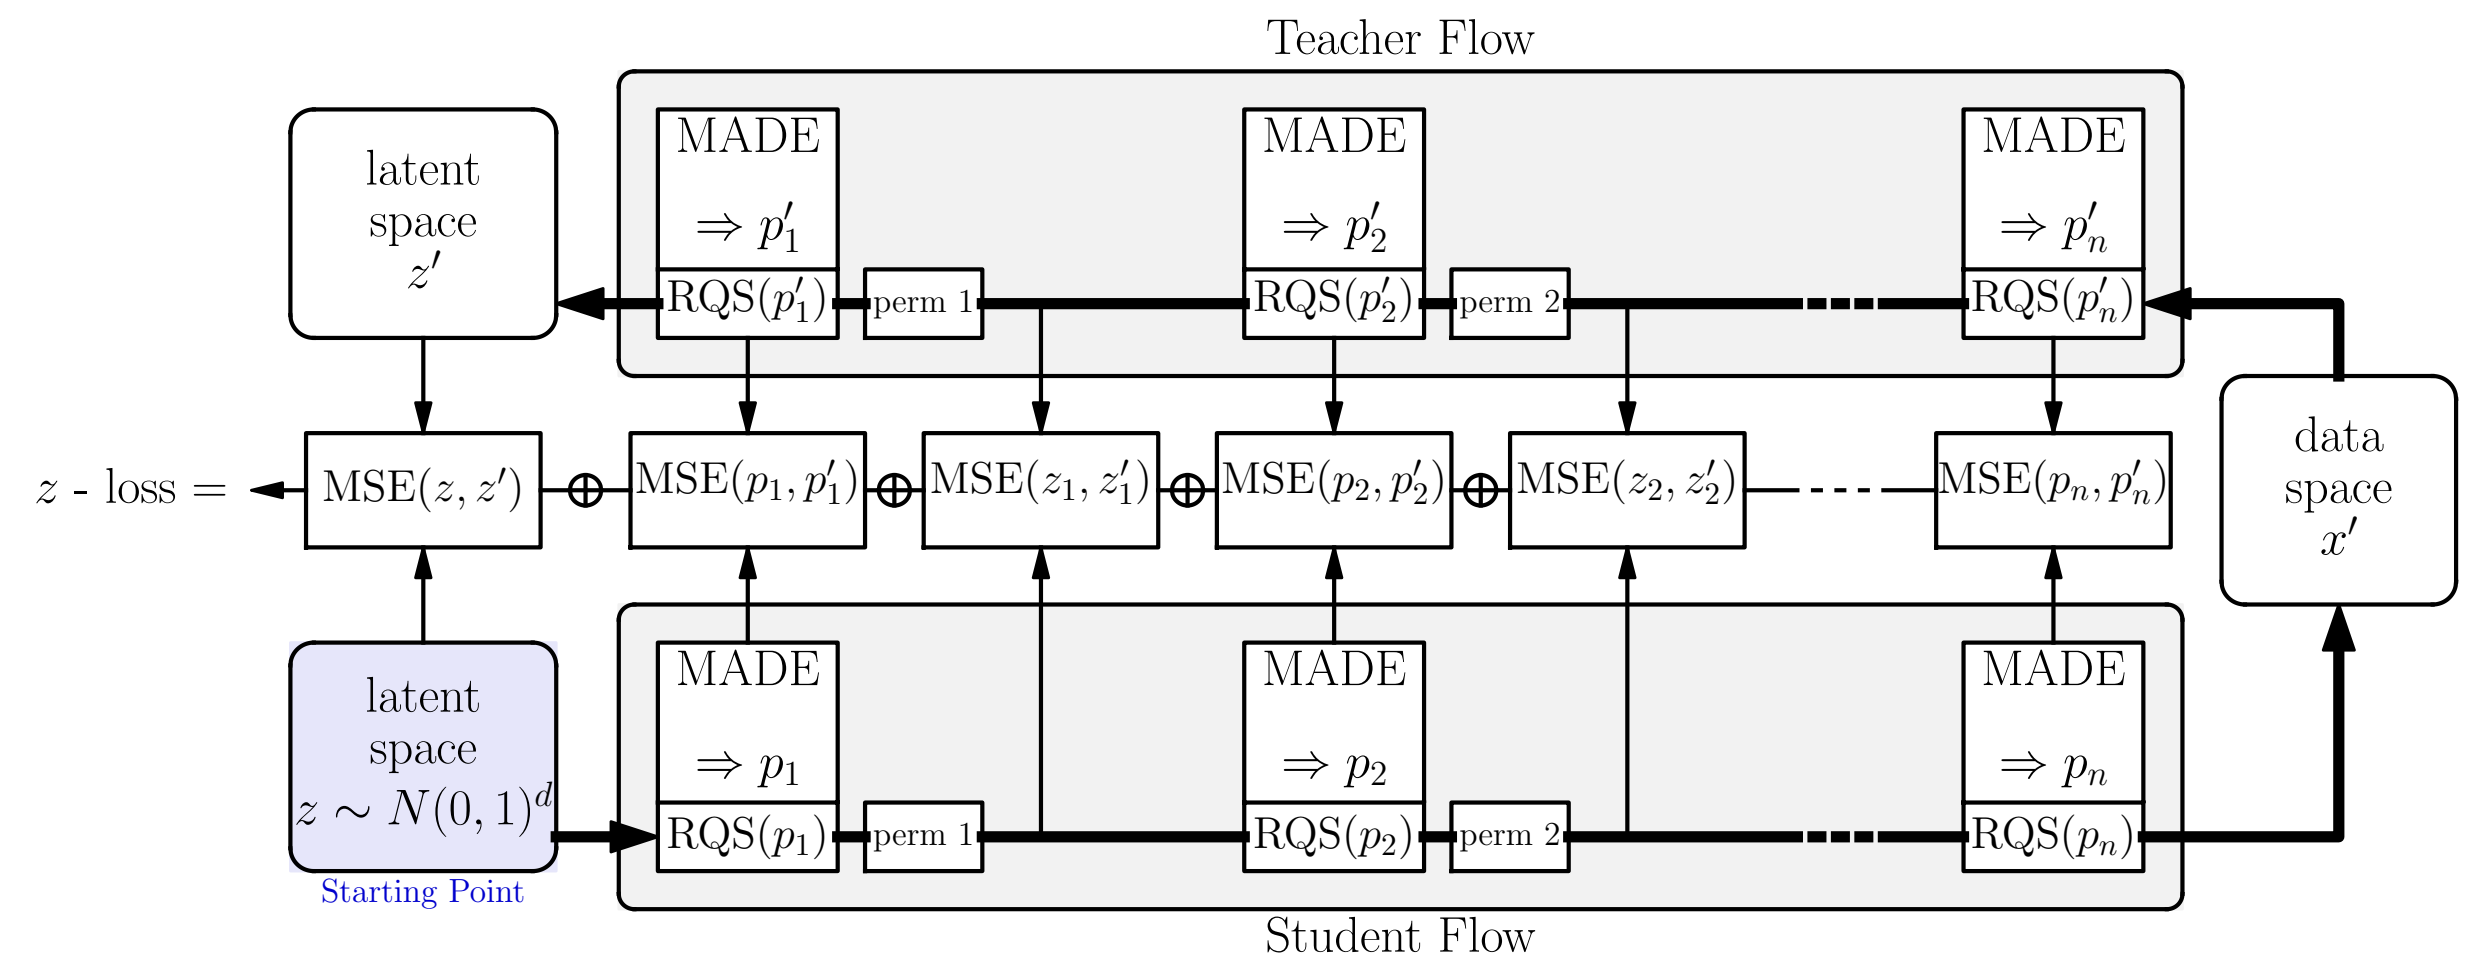 Teacher Flow
latent
space
z′
MADE
⇒ p′₁
RQS(p′₁)
perm 1
MADE
⇒ p′₂
RQS(p′₂)
perm 2
MADE
⇒ p′ₙ
RQS(p′ₙ)
z - loss =
MSE(z, z′)
⊕
MSE(p₁, p′₁)
⊕
MSE(z₁, z′₁)
⊕
MSE(p₂, p′₂)
⊕
MSE(z₂, z′₂)
MSE(pₙ, p′ₙ)
data
space
x′
latent
space
z ∼ N(0, 1)ᵈ
Starting Point
MADE
⇒ p₁
RQS(p₁)
perm 1
MADE
⇒ p₂
RQS(p₂)
perm 2
MADE
⇒ pₙ
RQS(pₙ)
Student Flow